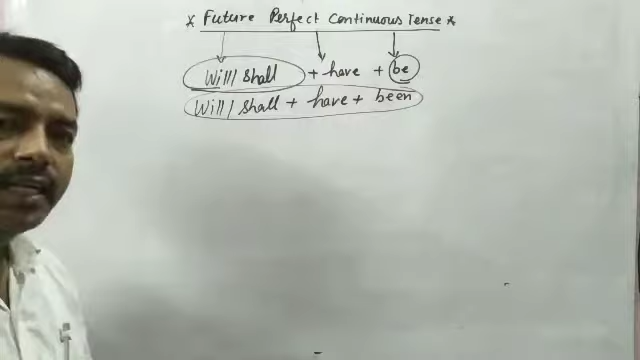 * Future Perfect Continuous Tense *
Will/shall + have + be
Will/shall + have + been